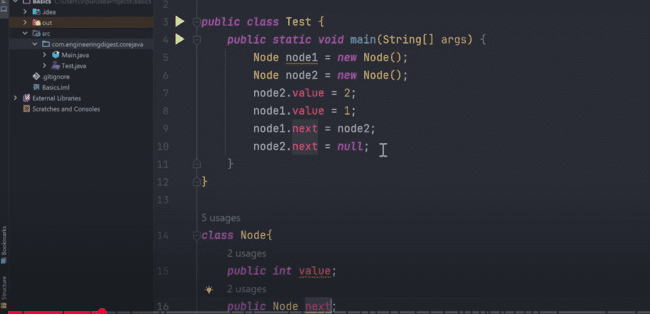 BASICS
.idea
out
src
com.engineeringdigest.corejava
Main.java
Test.java
.gitignore
Basics.iml
External Libraries
Scratches and Consoles
Bookmarks
Structure
3 public class Test {
4 public static void main(String[] args) {
5 Node node1 = new Node();
6 Node node2 = new Node();
7 node2.value = 2;
8 node1.value = 1;
9 node1.next = node2;
10 node2.next = null;
11 }
12 }
13
5 usages
14 class Node{
2 usages
15 public int value;
2 usages
16 public Node next;